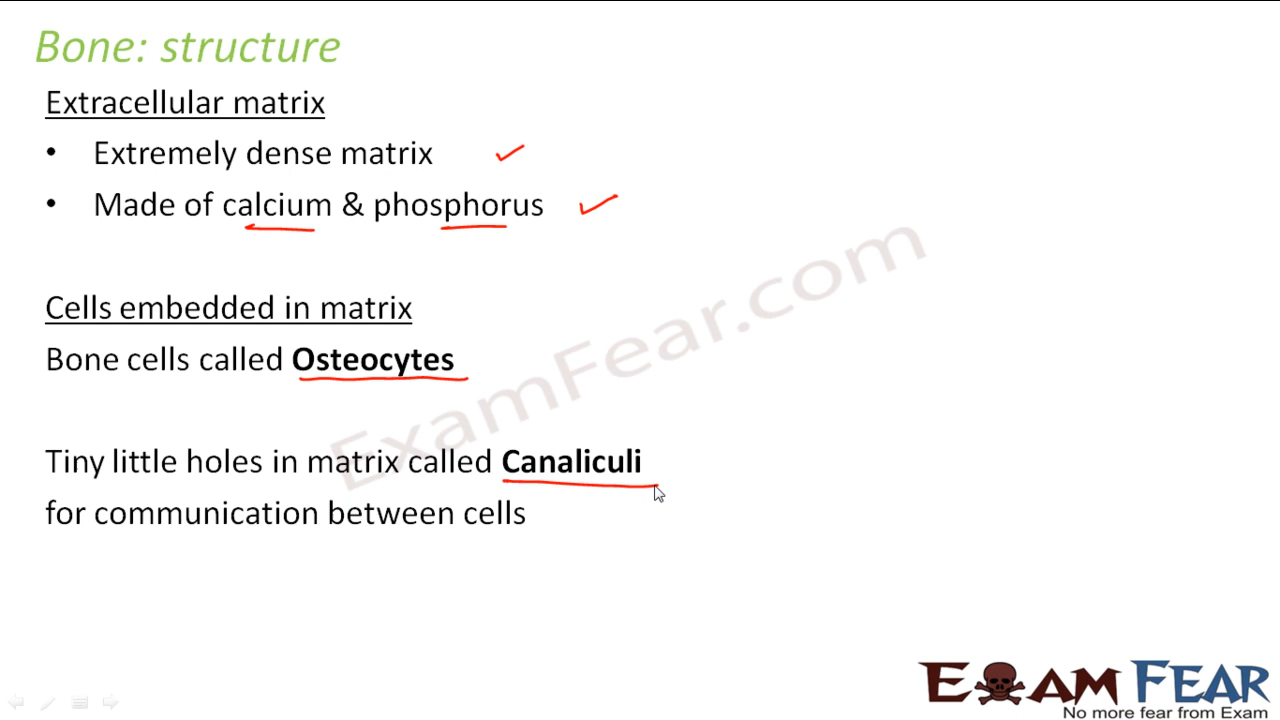 Bone: structure
Extracellular matrix
• Extremely dense matrix
• Made of calcium & phosphorus
Cells embedded in matrix
Bone cells called Osteocytes
Tiny little holes in matrix called Canaliculi
for communication between cells
ExamFear.com
EXAM FEAR
No more fear from Exam